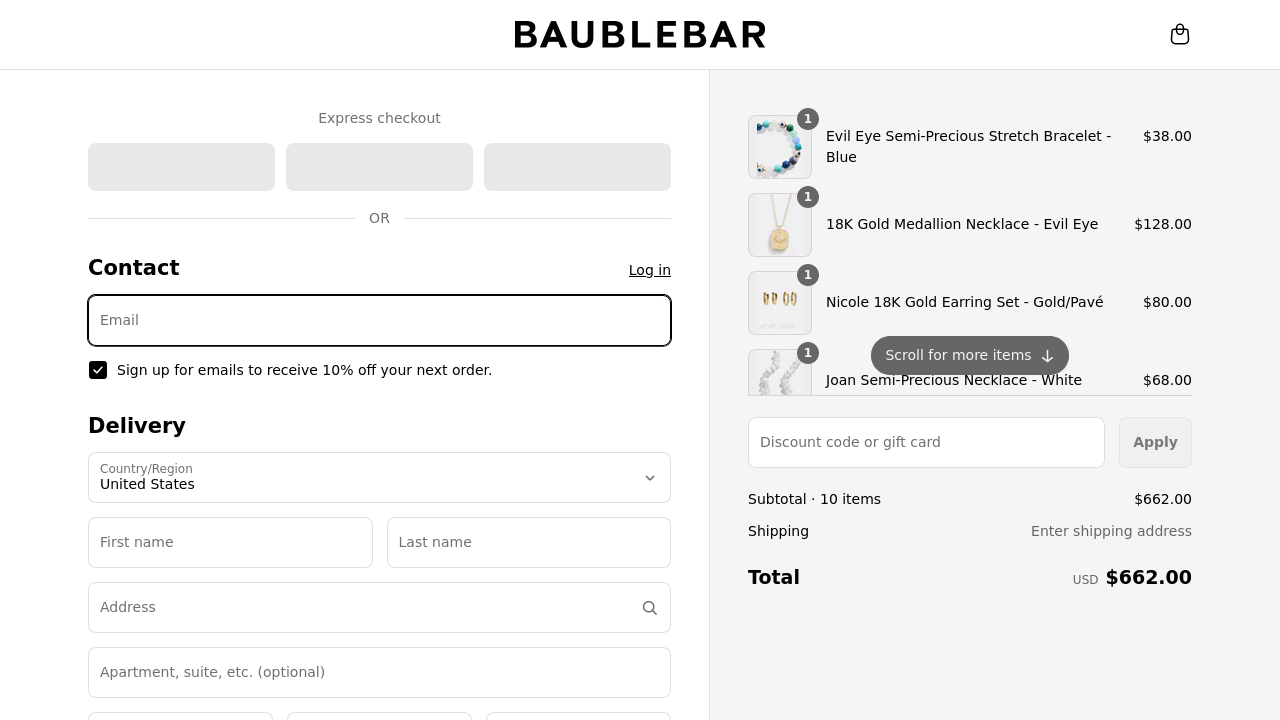 BAUBLEBAR
Express checkout
OR
Contact
Log in
Email
Sign up for emails to receive 10% off your next order.
Delivery
Country/Region
United States
First name
Last name
Address
Apartment, suite, etc. (optional)
1
Evil Eye Semi-Precious Stretch Bracelet -
Blue
$38.00
1
18K Gold Medallion Necklace - Evil Eye
$128.00
1
Nicole 18K Gold Earring Set - Gold/Pavé
$80.00
Scroll for more items
1
Joan Semi-Precious Necklace - White
$68.00
Discount code or gift card
Apply
Subtotal · 10 items
$662.00
Shipping
Enter shipping address
Total
USD $662.00